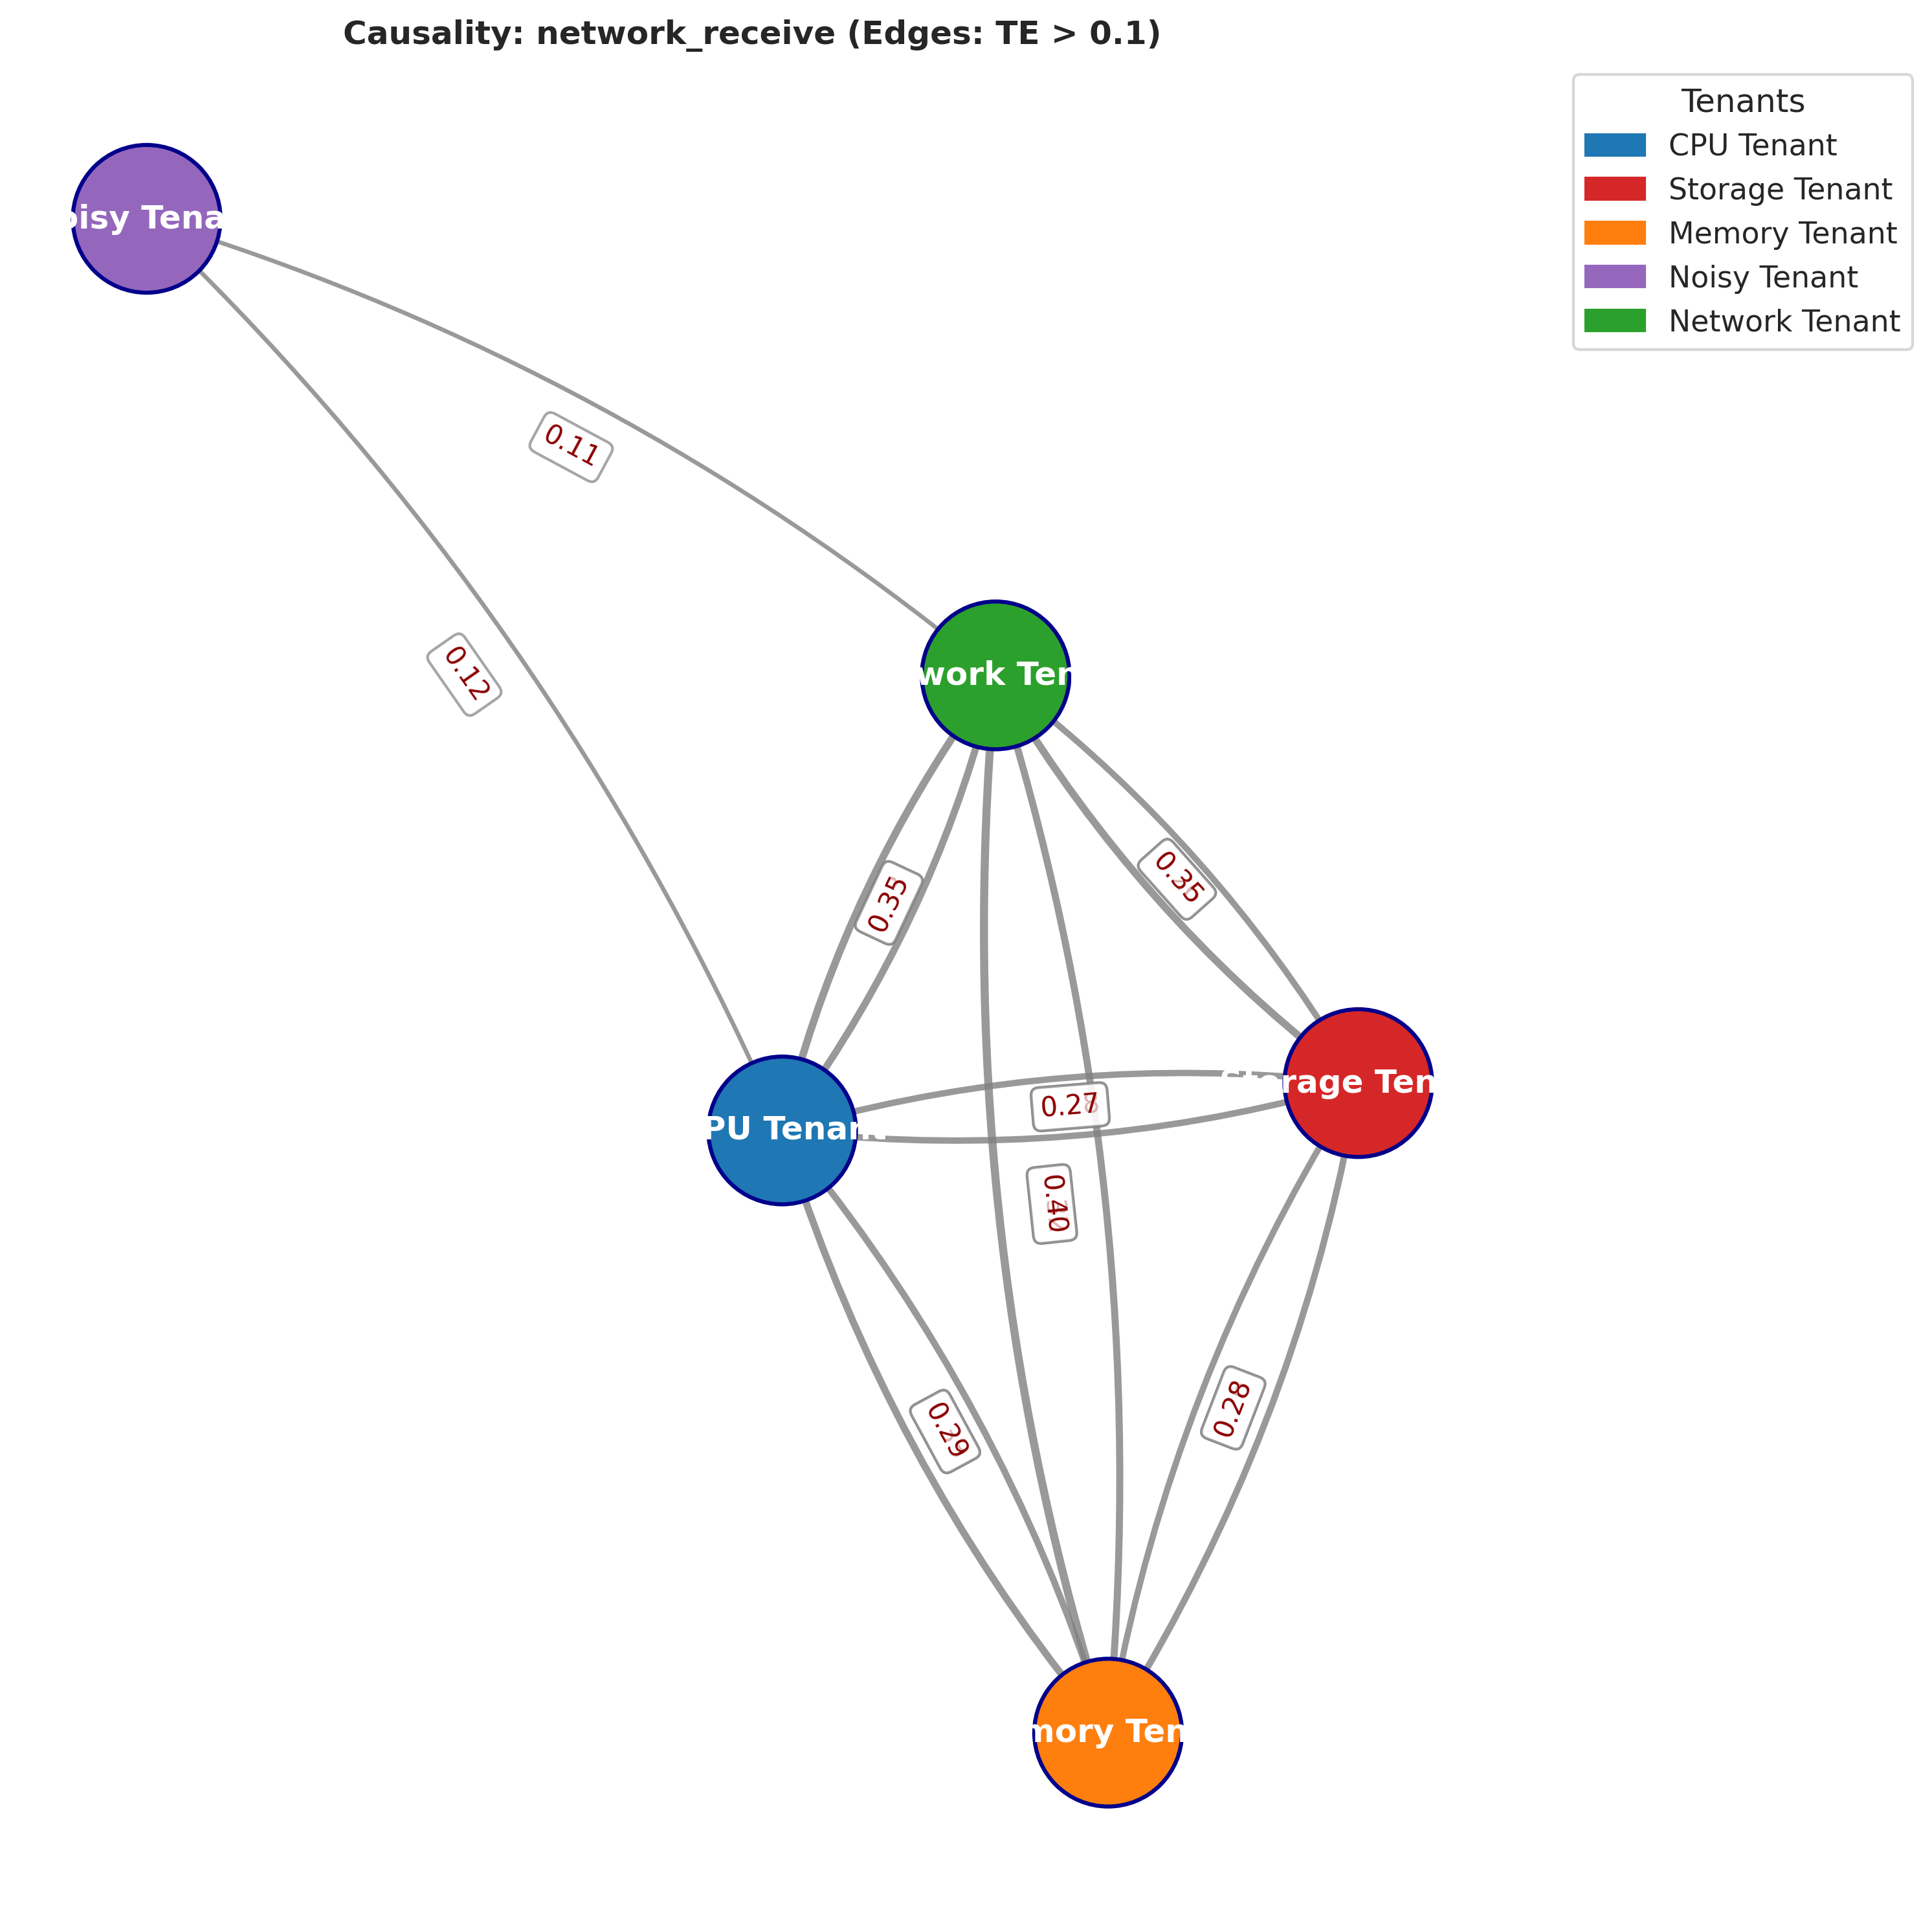 Causality: network_receive (Edges: TE > 0.1)
Tenants
CPU Tenant
Storage Tenant
Memory Tenant
Noisy Tenant
Network Tenant
oisy Tena
0.11
0.12
work Ten
0.35
0.35
rage Ten
PU Tenant
0.27
0.40
0.29
0.28
mory Ten